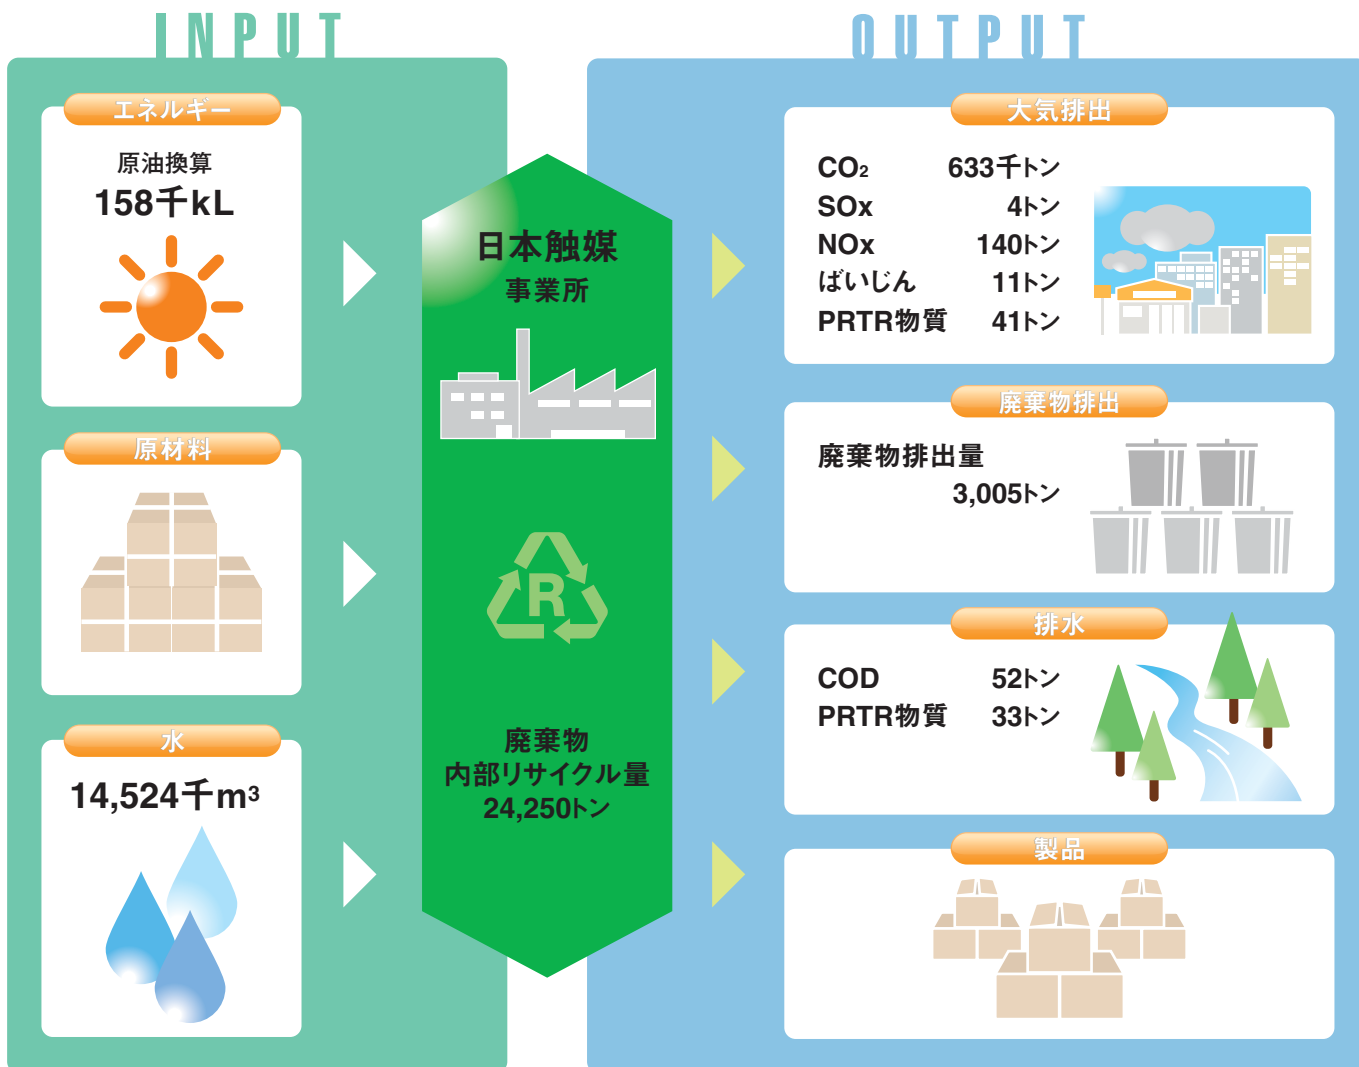 INPUT
エネルギー
原油換算
158千kL
原材料
水
14,524千m³
日本触媒
事業所
R
廃棄物
内部リサイクル量
24,250トン
OUTPUT
大気排出
CO₂ 633千トン
SOx 4トン
NOx 140トン
ばいじん 11トン
PRTR物質 41トン
廃棄物排出
廃棄物排出量
3,005トン
排水
COD 52トン
PRTR物質 33トン
製品